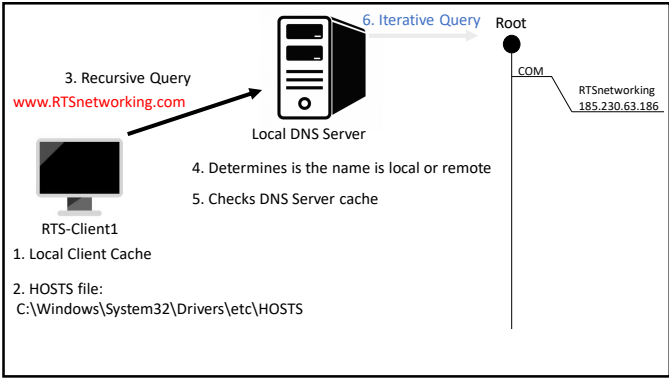 6. Iterative Query
Root
3. Recursive Query
www.RTSnetworking.com
COM
RTSnetworking
185.230.63.186
Local DNS Server
4. Determines is the name is local or remote
5. Checks DNS Server cache
RTS-Client1
1. Local Client Cache
2. HOSTS file:
C:\Windows\System32\Drivers\etc\HOSTS